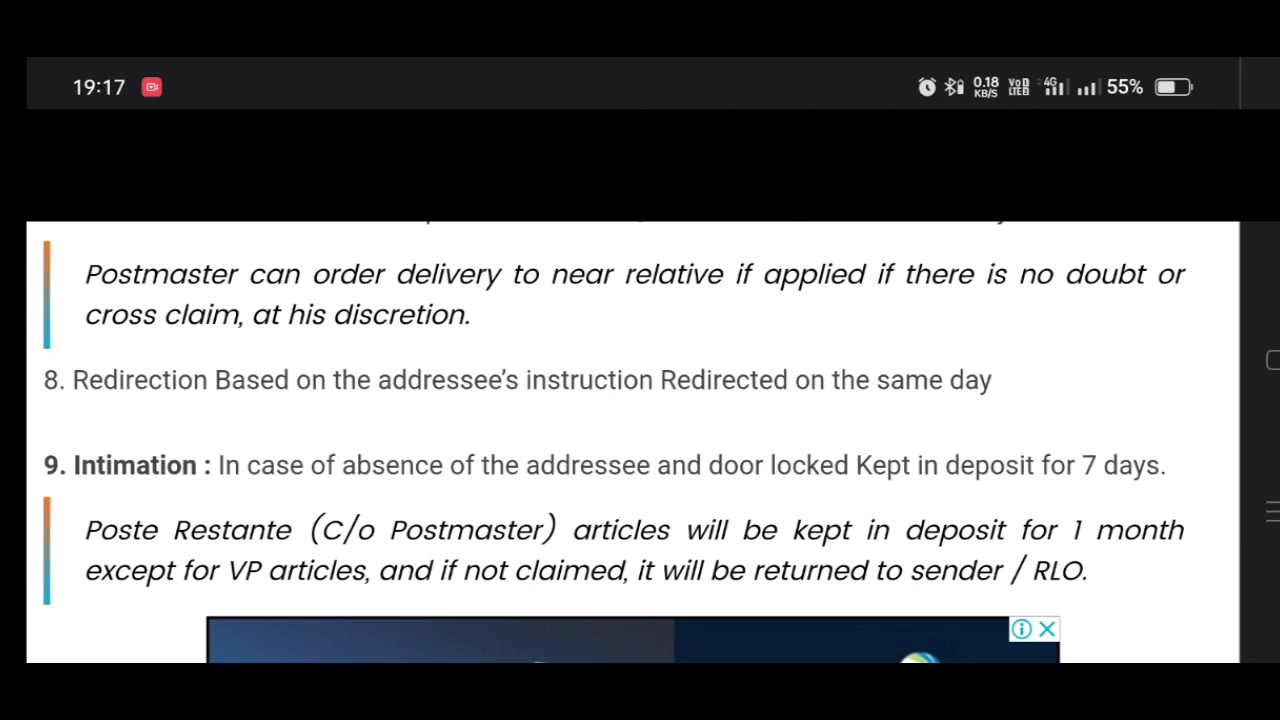 19:17 0.18 KB/S VoD LTED 4G 55%
Postmaster can order delivery to near relative if applied if there is no doubt or
cross claim, at his discretion.
8. Redirection Based on the addressee's instruction Redirected on the same day
9. Intimation : In case of absence of the addressee and door locked Kept in deposit for 7 days.
Poste Restante (C/o Postmaster) articles will be kept in deposit for 1 month
except for VP articles, and if not claimed, it will be returned to sender / RLO.